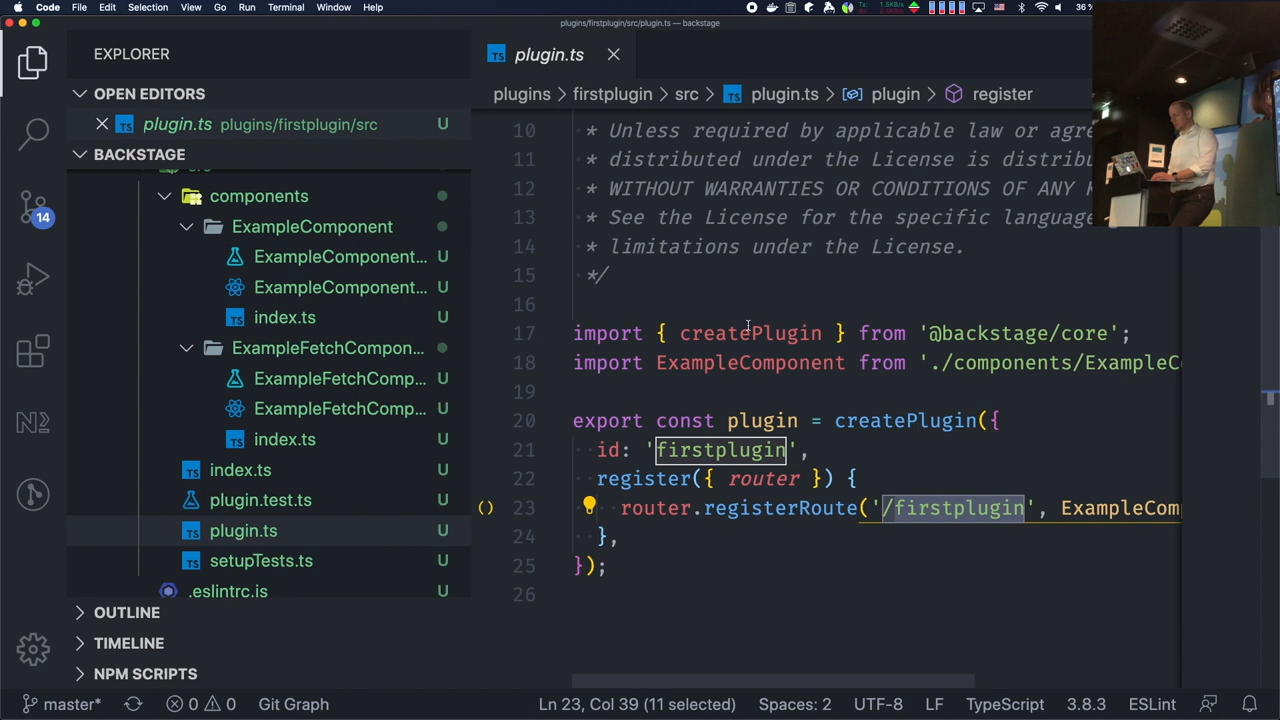 Code File Edit Selection View Go Run Terminal Window Help
1.5KB/s
36 %
plugins/firstplugin/src/plugin.ts — backstage
EXPLORER
OPEN EDITORS
plugin.ts plugins/firstplugin/src U
BACKSTAGE
components
ExampleComponent
ExampleComponent... U
ExampleComponent... U
index.ts U
ExampleFetchCompon...
ExampleFetchComp... U
ExampleFetchComp... U
index.ts U
index.ts U
plugin.test.ts U
plugin.ts U
setupTests.ts U
.eslintrc.js U
OUTLINE
TIMELINE
NPM SCRIPTS
14
TS plugin.ts
plugins > firstplugin > src > TS plugin.ts > plugin > register
10 * Unless required by applicable law or agre
11 * distributed under the License is distribu
12 * WITHOUT WARRANTIES OR CONDITIONS OF ANY K
13 * See the License for the specific language
14 * limitations under the License.
15 */
16
17 import { createPlugin } from '@backstage/core';
18 import ExampleComponent from './components/ExampleC
19
20 export const plugin = createPlugin({
21 id: 'firstplugin',
22 register({ router }) {
23 router.registerRoute('/firstplugin', ExampleCom
24 },
25 });
26
master* 0 0 Git Graph Ln 23, Col 39 (11 selected) Spaces: 2 UTF-8 LF TypeScript 3.8.3 ESLint